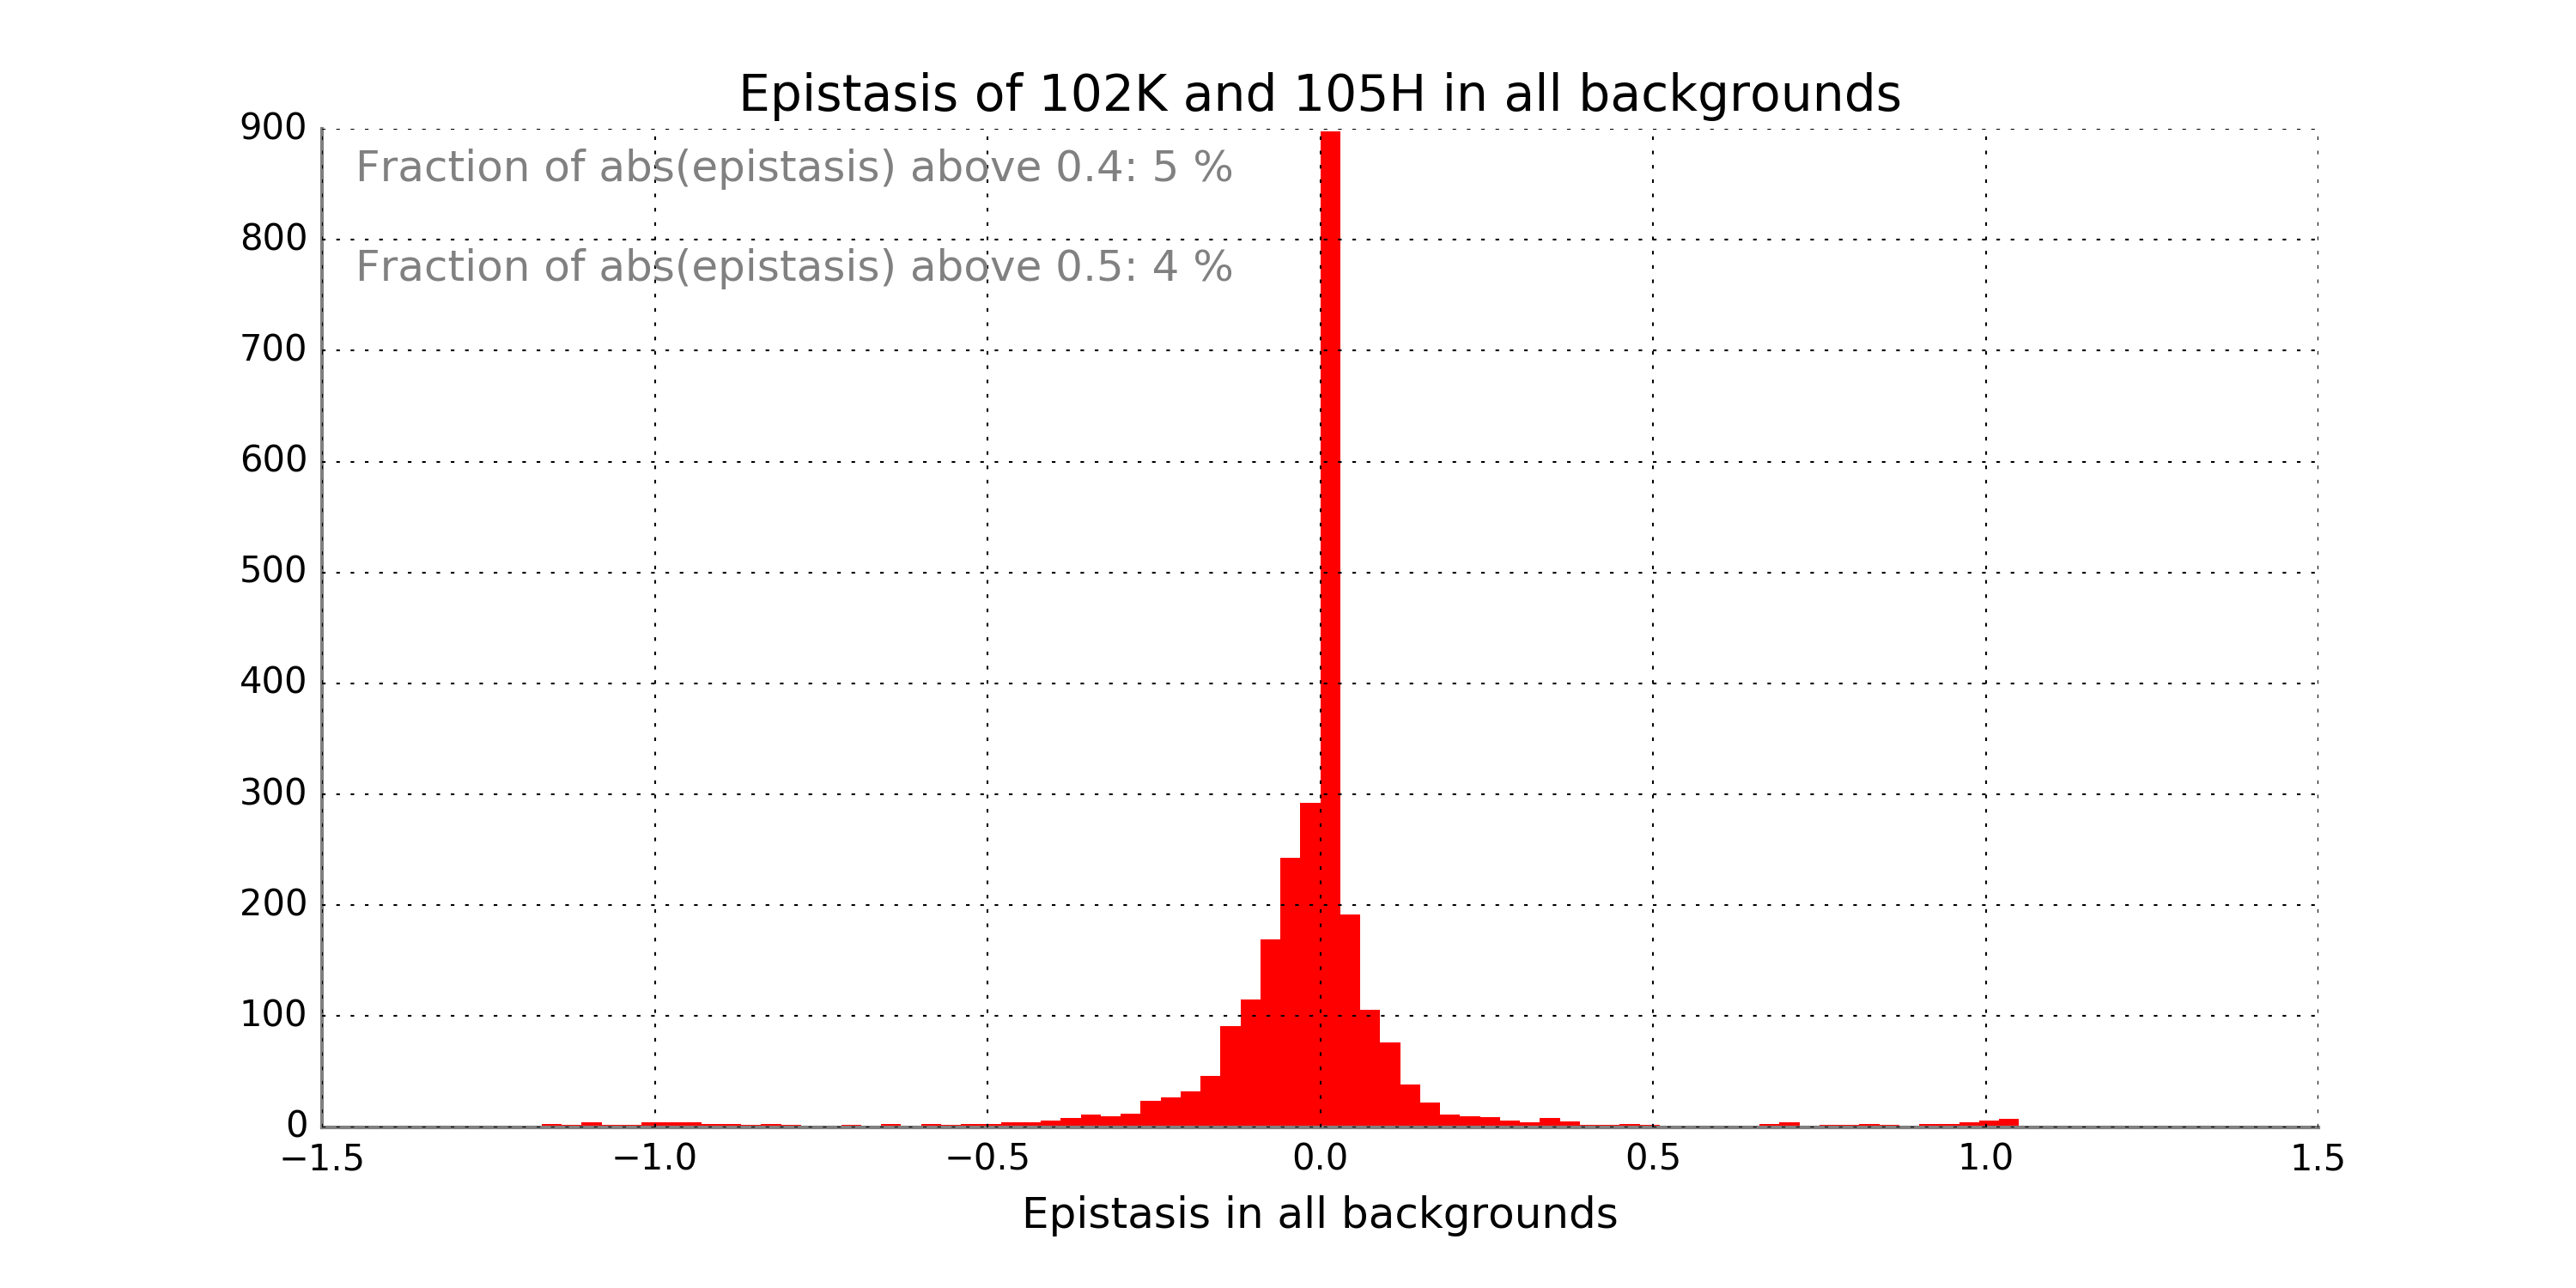 Epistasis of 102K and 105H in all backgrounds
900
Fraction of abs(epistasis) above 0.4: 5 %
800
Fraction of abs(epistasis) above 0.5: 4 %
700
600
500
400
300
200
100
0
−1.5 −1.0 −0.5 0.0 0.5 1.0 1.5
Epistasis in all backgrounds